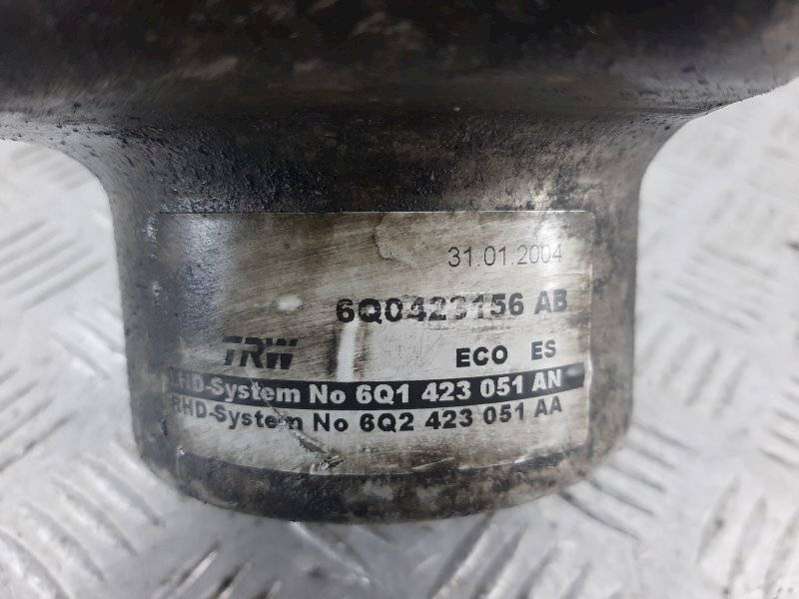 31.01.2004
6Q0423156 AB
TRW ECO ES
LHD-System No 6Q1 423 051 AN
RHD-System No 6Q2 423 051 AA